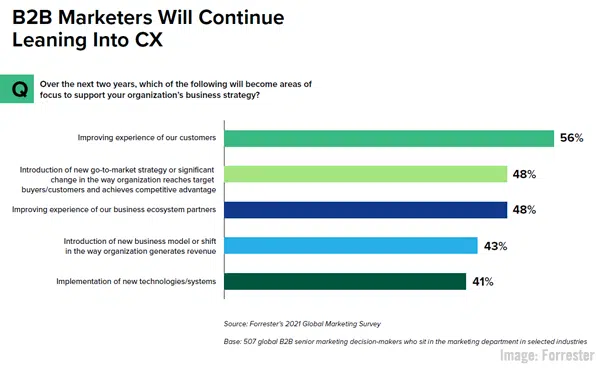 B2B Marketers Will Continue
Leaning Into CX
Q
Over the next two years, which of the following will become areas of
focus to support your organization's business strategy?
Improving experience of our customers
56%
Introduction of new go-to-market strategy or significant
change in the way organization reaches target
buyers/customers and achieves competitive advantage
48%
Improving experience of our business ecosystem partners
48%
Introduction of new business model or shift
in the way organization generates revenue
43%
Implementation of new technologies/systems
41%
Source: Forrester's 2021 Global Marketing Survey
Base: 507 global B2B senior marketing decision-makers who sit in the marketing department in selected industries
Image: Forrester